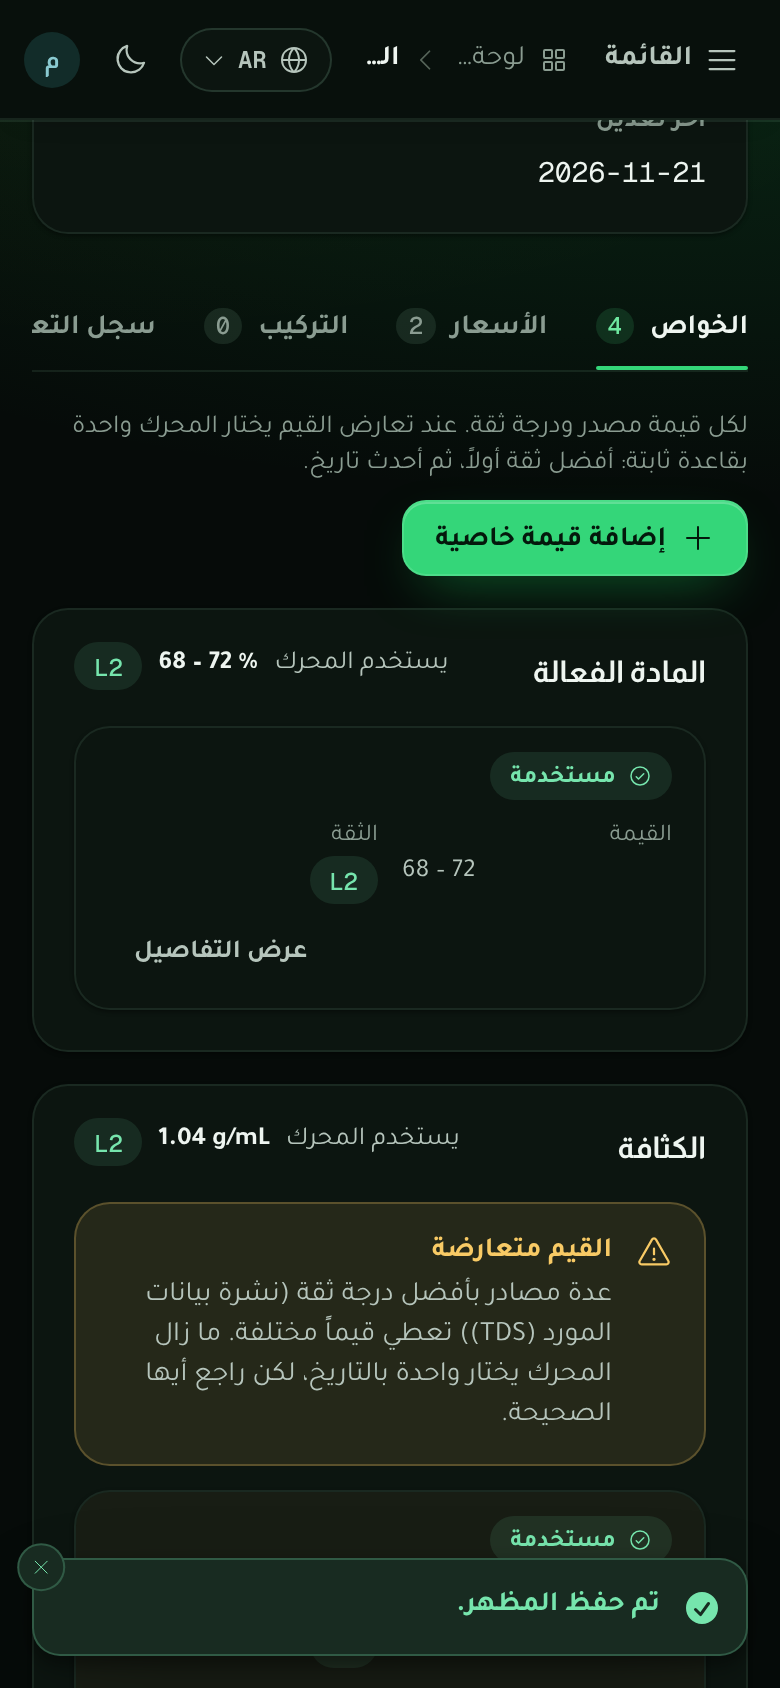 القائمة
لوحة...
الـ...
AR
م
آخر تعديل
2026-11-21
الخواص 4
الأسعار 2
التركيب 0
سجل التع
لكل قيمة مصدر ودرجة ثقة. عند تعارض القيم يختار المحرك واحدة
بقاعدة ثابتة: أفضل ثقة أولاً، ثم أحدث تاريخ.
إضافة قيمة خاصية
المادة الفعالة
يستخدم المحرك 68 - 72 % L2
مستخدمة
القيمة
68 - 72
الثقة
L2
عرض التفاصيل
الكثافة
يستخدم المحرك 1.04 g/mL L2
القيم متعارضة
عدة مصادر بأفضل درجة ثقة (نشرة بيانات
المورد (TDS)) تعطي قيماً مختلفة. ما زال
المحرك يختار واحدة بالتاريخ، لكن راجع أيها
الصحيحة.
مستخدمة
تم حفظ المظهر.